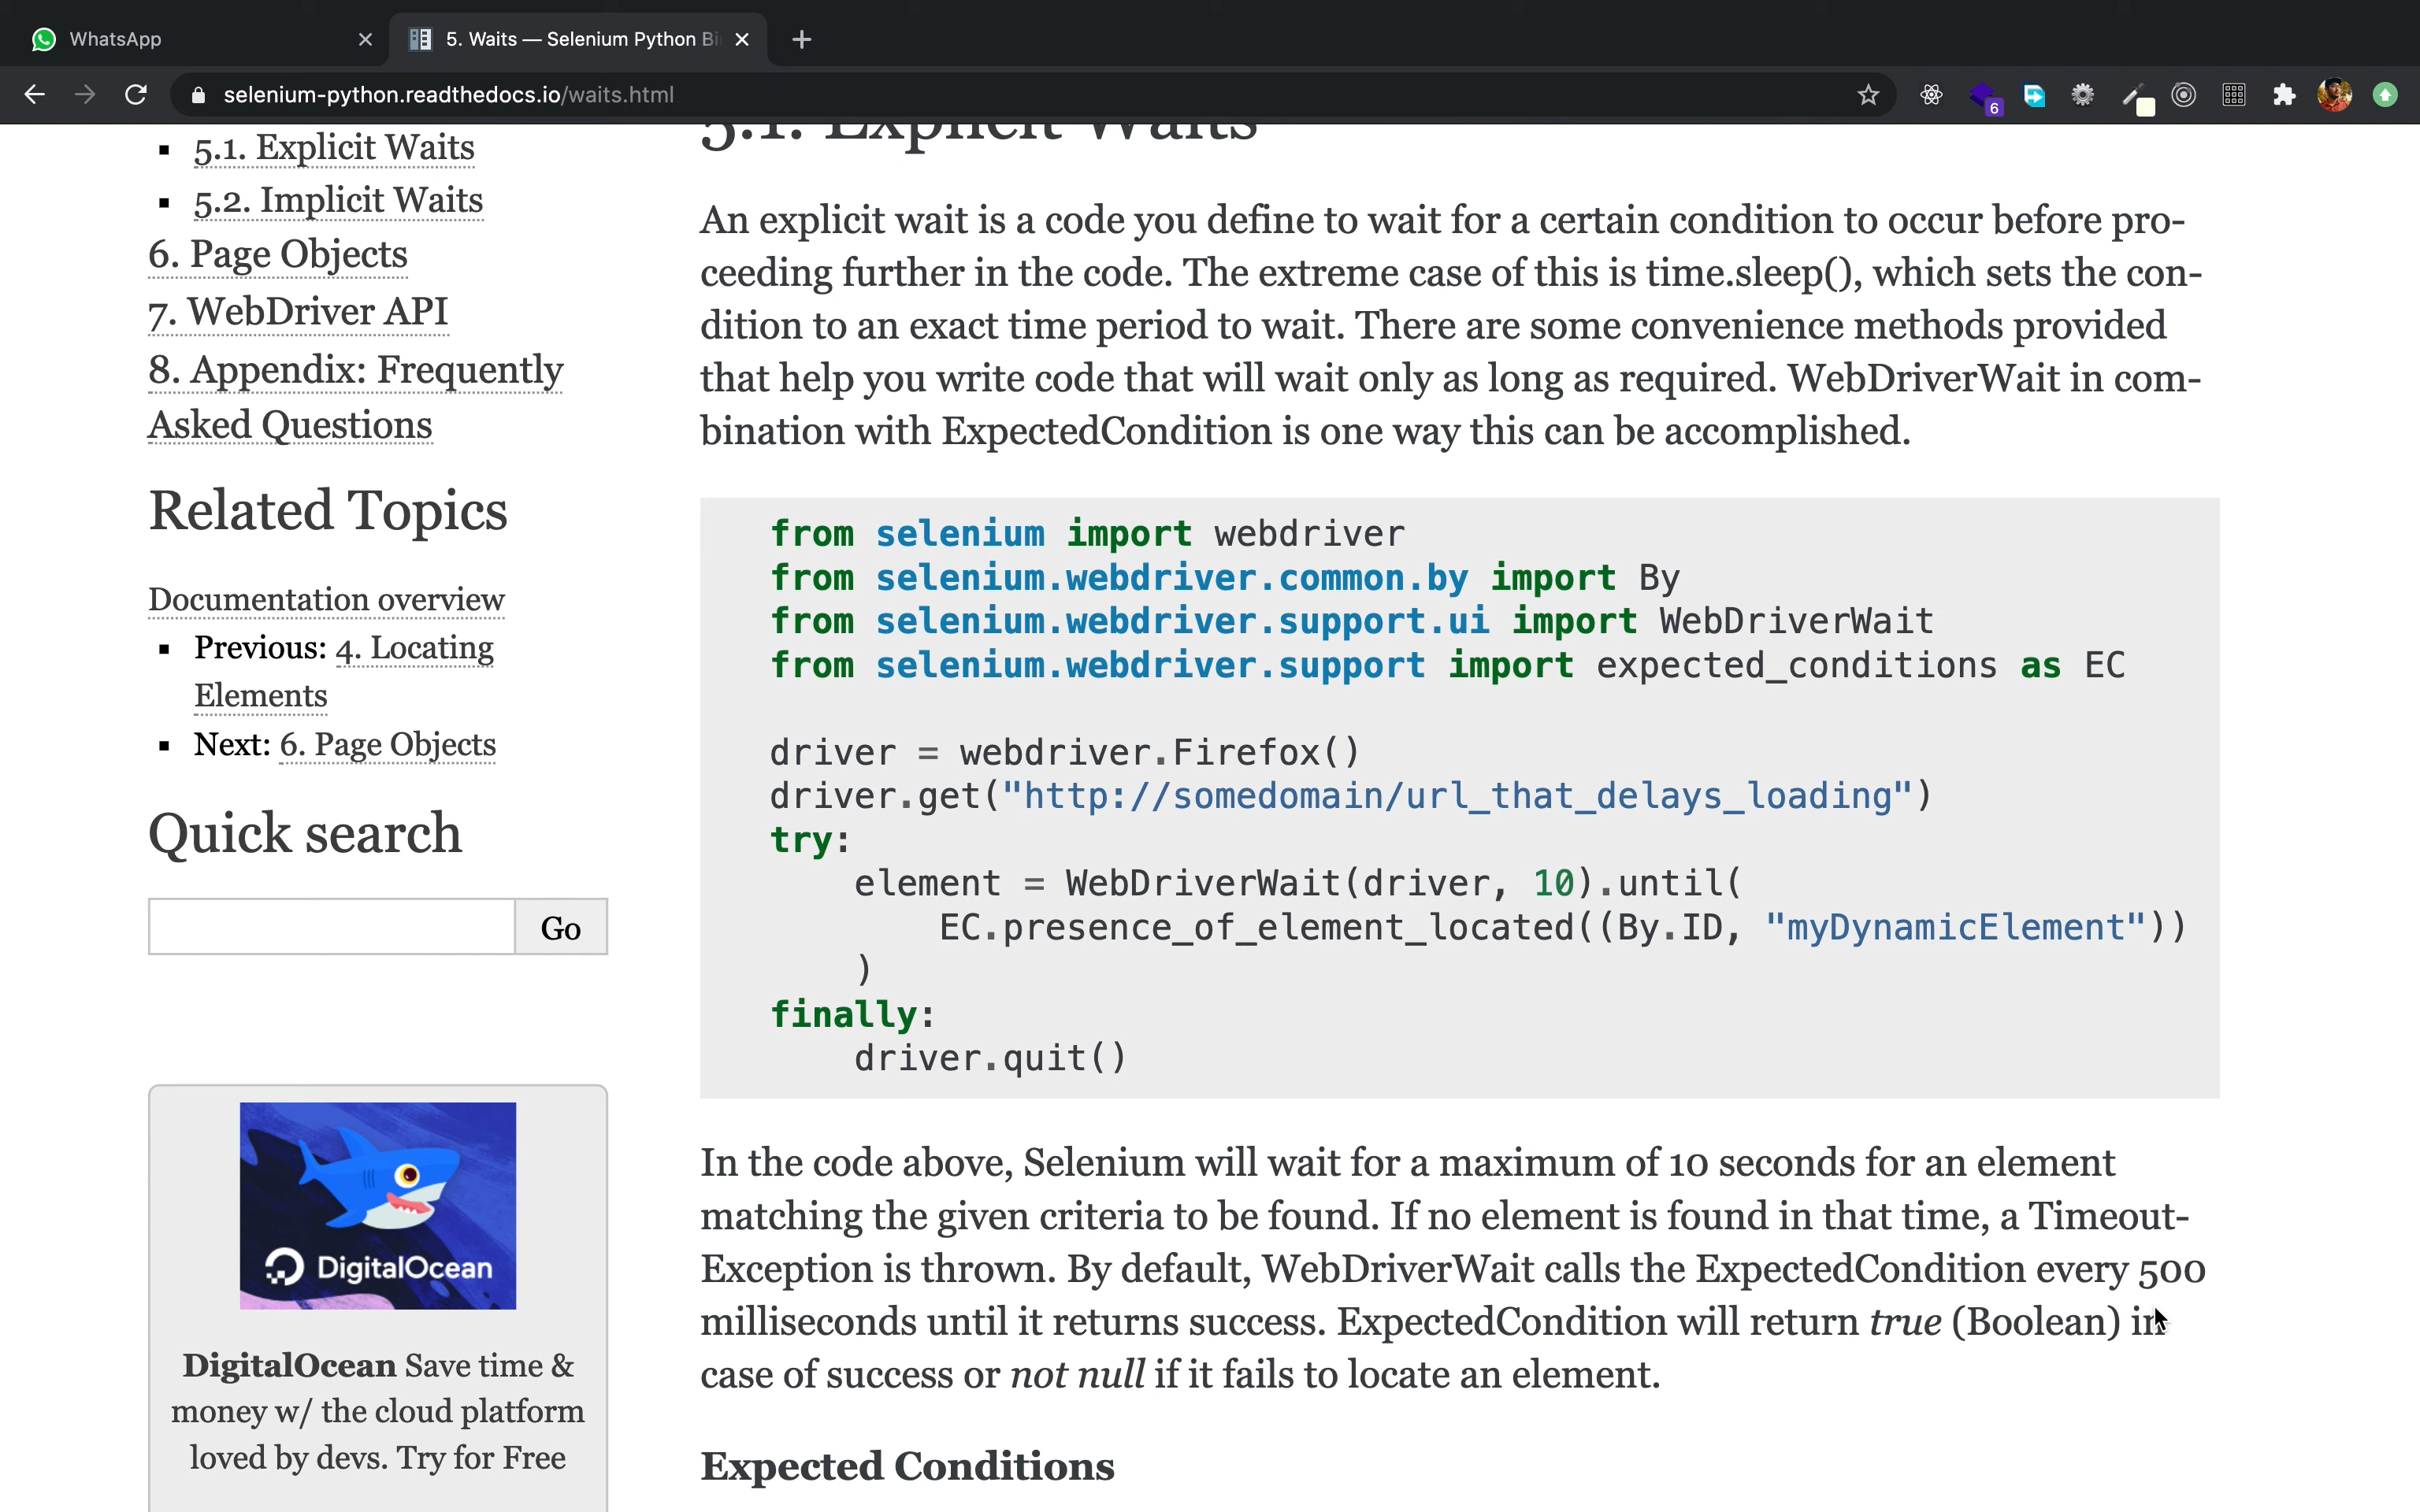 WhatsApp
5. Waits — Selenium Python Bi
selenium-python.readthedocs.io/waits.html
6
5.1. Explicit Waits
5.2. Implicit Waits
6. Page Objects
7. WebDriver API
8. Appendix: Frequently
Asked Questions
Related Topics
Documentation overview
Previous: 4. Locating
Elements
Next: 6. Page Objects
Quick search
Go
DigitalOcean
DigitalOcean Save time &
money w/ the cloud platform
loved by devs. Try for Free
5.1. Explicit Waits
An explicit wait is a code you define to wait for a certain condition to occur before pro-
ceeding further in the code. The extreme case of this is time.sleep(), which sets the con-
dition to an exact time period to wait. There are some convenience methods provided
that help you write code that will wait only as long as required. WebDriverWait in com-
bination with ExpectedCondition is one way this can be accomplished.
from selenium import webdriver
from selenium.webdriver.common.by import By
from selenium.webdriver.support.ui import WebDriverWait
from selenium.webdriver.support import expected_conditions as EC
driver = webdriver.Firefox()
driver.get("http://somedomain/url_that_delays_loading")
try:
    element = WebDriverWait(driver, 10).until(
        EC.presence_of_element_located((By.ID, "myDynamicElement"))
    )
finally:
    driver.quit()
In the code above, Selenium will wait for a maximum of 10 seconds for an element
matching the given criteria to be found. If no element is found in that time, a Timeout-
Exception is thrown. By default, WebDriverWait calls the ExpectedCondition every 500
milliseconds until it returns success. ExpectedCondition will return true (Boolean) in
case of success or not null if it fails to locate an element.
Expected Conditions